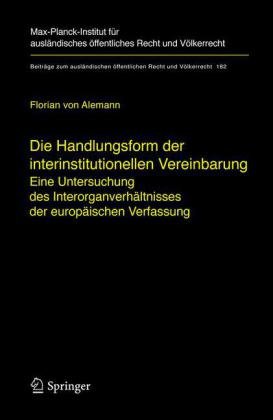 Max-Planck-Institut für
ausländisches öffentliches Recht und Völkerrecht
Beiträge zum ausländischen öffentlichen Recht und Völkerrecht 182
Florian von Alemann
Die Handlungsform der
interinstitutionellen Vereinbarung
Eine Untersuchung
des Interorganverhältnisses
der europäischen Verfassung
Springer